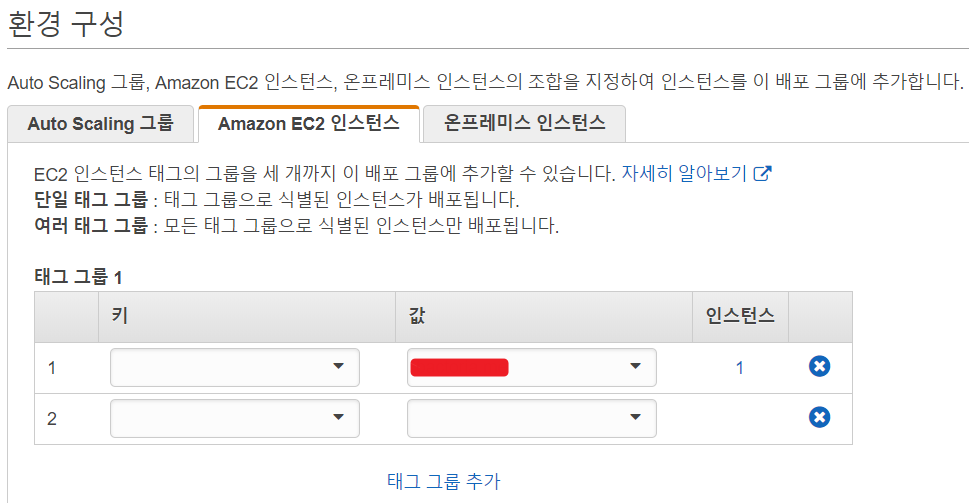 환경 구성
Auto Scaling 그룹, Amazon EC2 인스턴스, 온프레미스 인스턴스의 조합을 지정하여 인스턴스를 이 배포 그룹에 추가합니다.
Auto Scaling 그룹 Amazon EC2 인스턴스 온프레미스 인스턴스
EC2 인스턴스 태그의 그룹을 세 개까지 이 배포 그룹에 추가할 수 있습니다. 자세히 알아보기
단일 태그 그룹 : 태그 그룹으로 식별된 인스턴스가 배포됩니다.
여러 태그 그룹 : 모든 태그 그룹으로 식별된 인스턴스만 배포됩니다.
태그 그룹 1
키 값 인스턴스
1 1
2
태그 그룹 추가